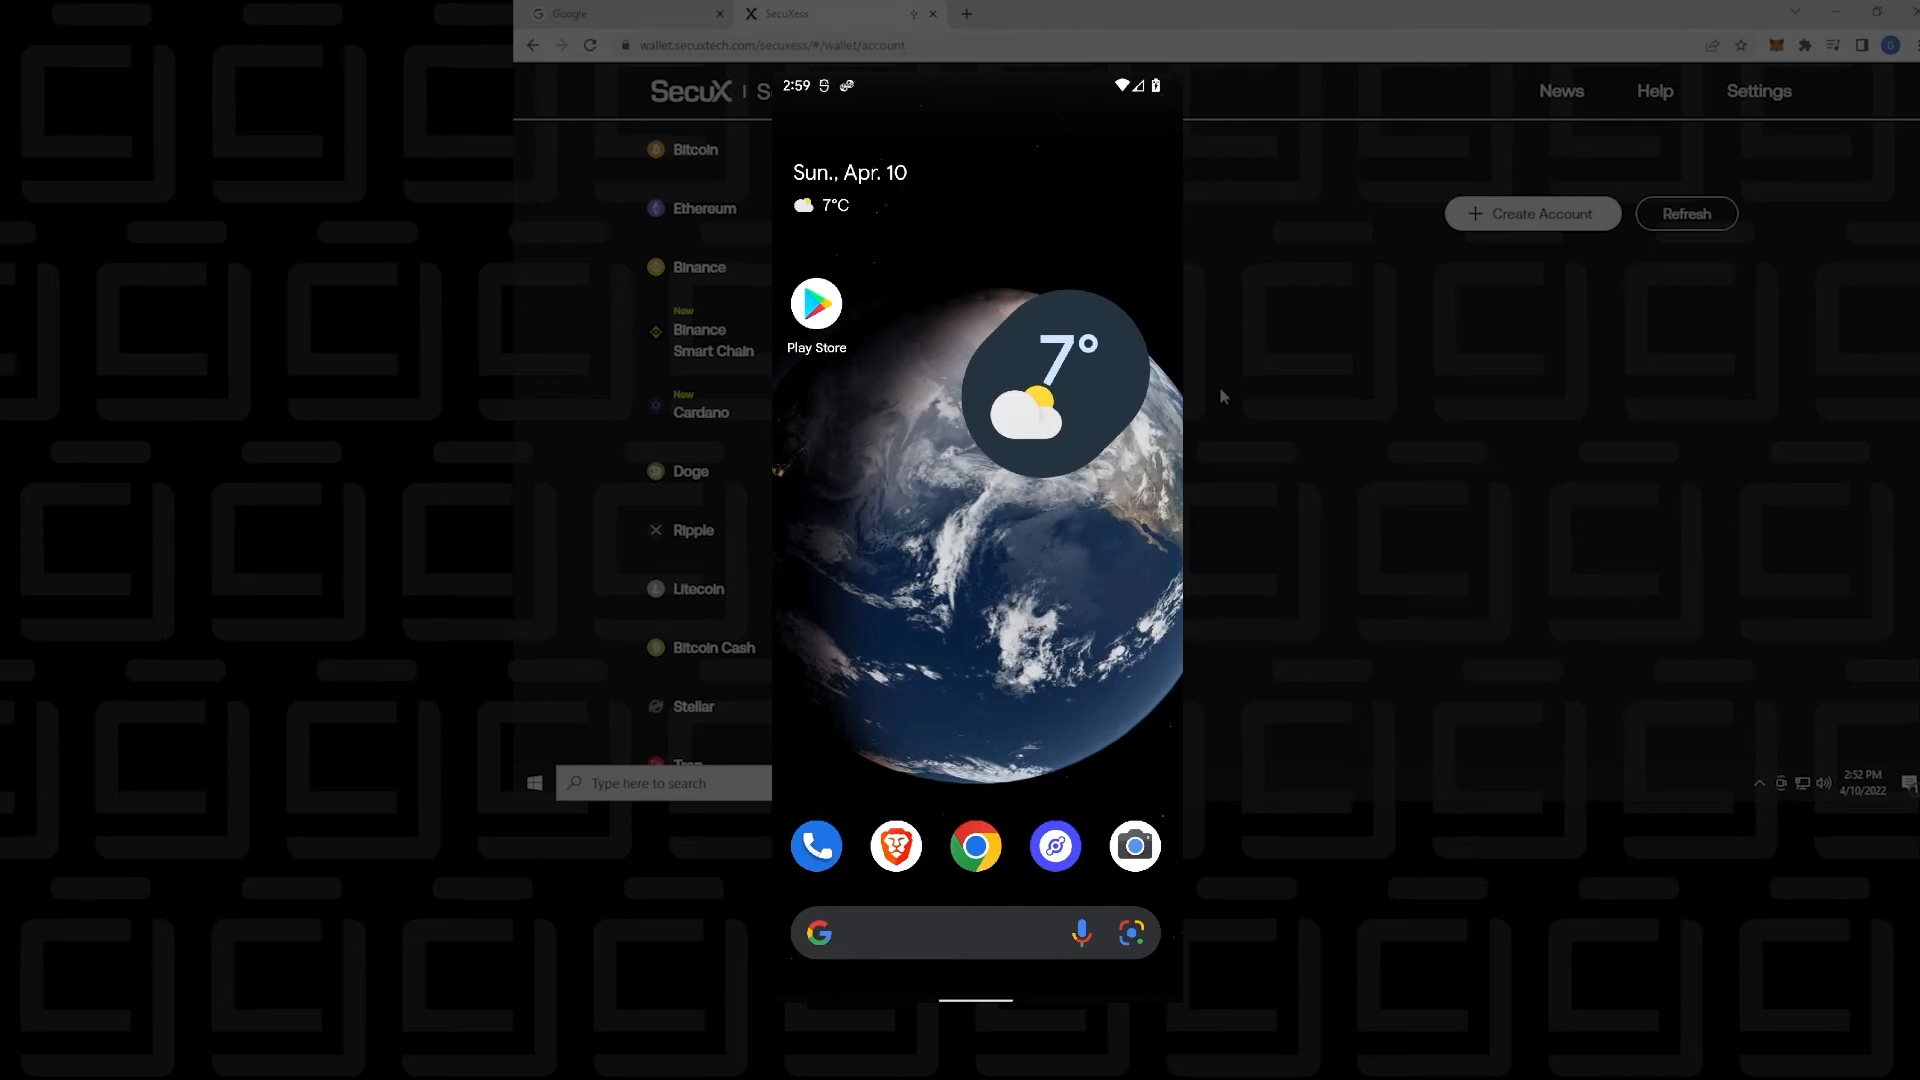 Google
SecuXess
wallet.secuxtech.com/secuxess/#/wallet/account
G
SecuX
News
Help
Settings
2:59
Sun., Apr. 10
7°C
Bitcoin
Ethereum
Binance
New
Binance
Smart Chain
New
Cardano
Doge
Ripple
Litecoin
Bitcoin Cash
Stellar
+ Create Account
Refresh
Play Store
7°
Type here to search
2:52 PM
4/10/2022